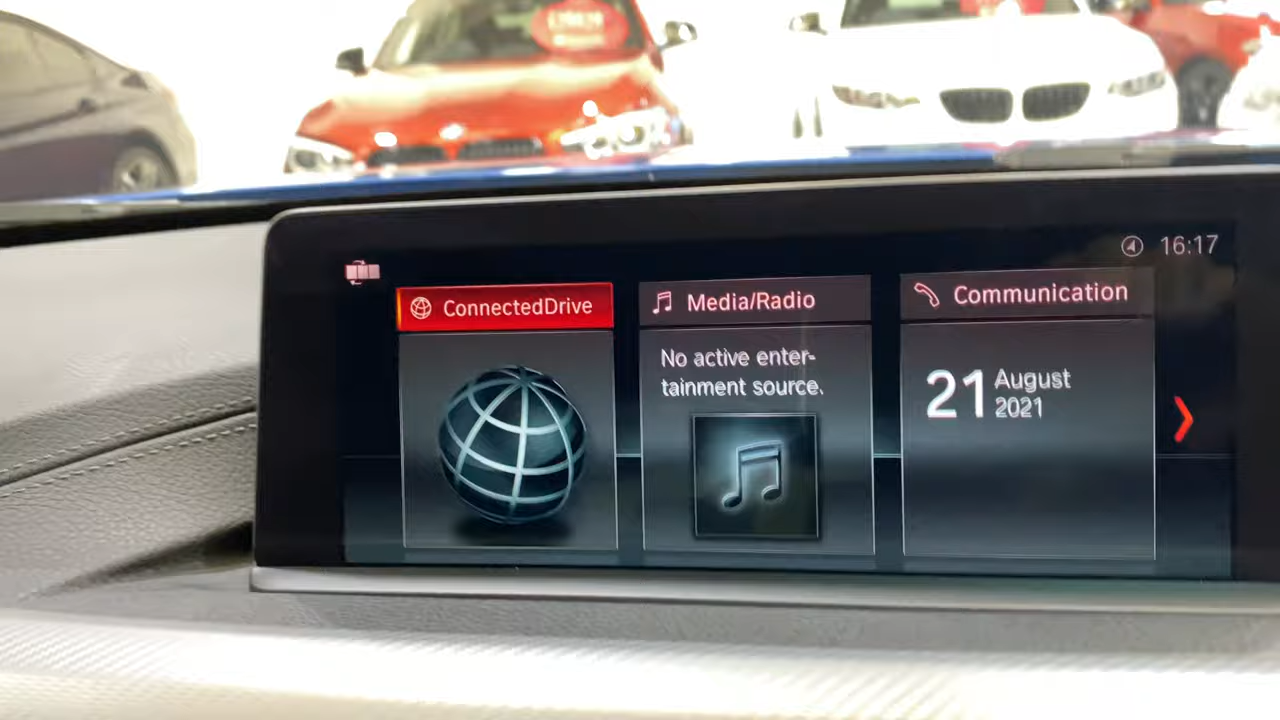 16:17
ConnectedDrive
Media/Radio
Communication
No active enter-
tainment source.
21
August
2021